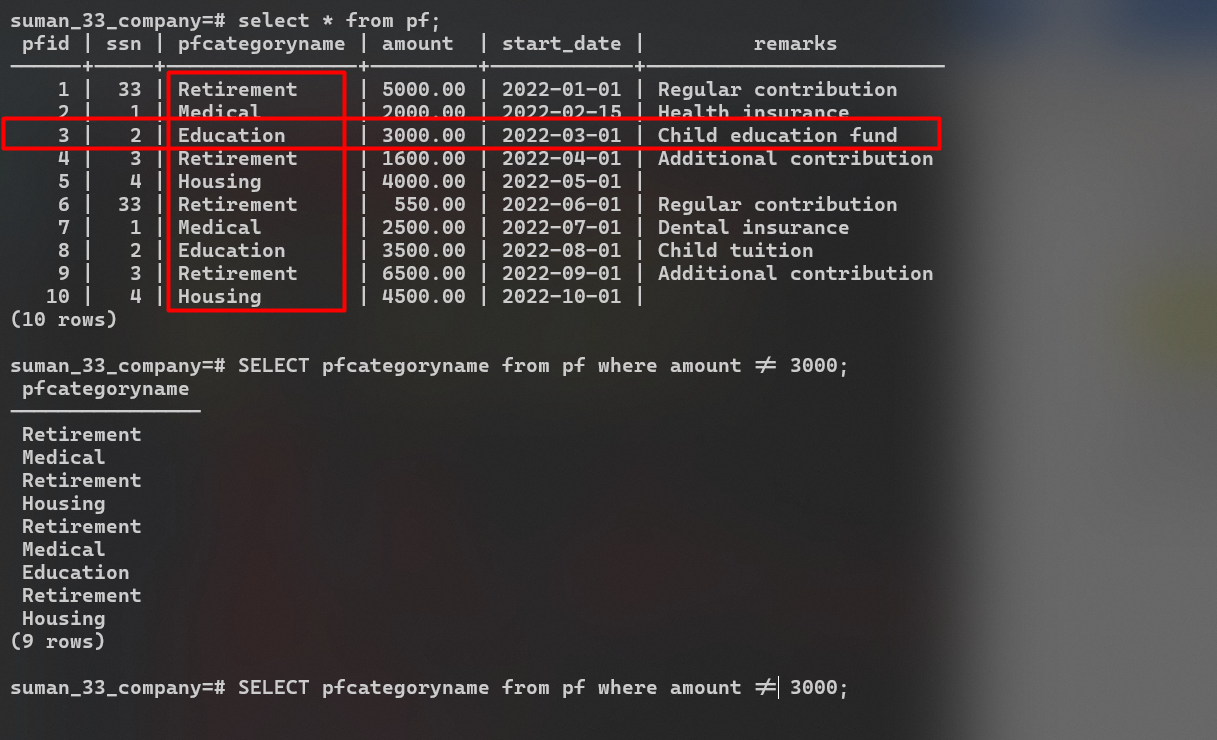 suman_33_company=# select * from pf;
 pfid | ssn | pfcategoryname | amount  | start_date |         remarks
------+-----+----------------+---------+------------+-------------------------
    1 |  33 | Retirement     | 5000.00 | 2022-01-01 | Regular contribution
    2 |   1 | Medical        | 2000.00 | 2022-02-15 | Health insurance
    3 |   2 | Education      | 3000.00 | 2022-03-01 | Child education fund
    4 |   3 | Retirement     | 1600.00 | 2022-04-01 | Additional contribution
    5 |   4 | Housing        | 4000.00 | 2022-05-01 |
    6 |  33 | Retirement     |  550.00 | 2022-06-01 | Regular contribution
    7 |   1 | Medical        | 2500.00 | 2022-07-01 | Dental insurance
    8 |   2 | Education      | 3500.00 | 2022-08-01 | Child tuition
    9 |   3 | Retirement     | 6500.00 | 2022-09-01 | Additional contribution
   10 |   4 | Housing        | 4500.00 | 2022-10-01 |
(10 rows)
suman_33_company=# SELECT pfcategoryname from pf where amount ≠ 3000;
 pfcategoryname
----------------
 Retirement
 Medical
 Retirement
 Housing
 Retirement
 Medical
 Education
 Retirement
 Housing
(9 rows)
suman_33_company=# SELECT pfcategoryname from pf where amount ≠ 3000;